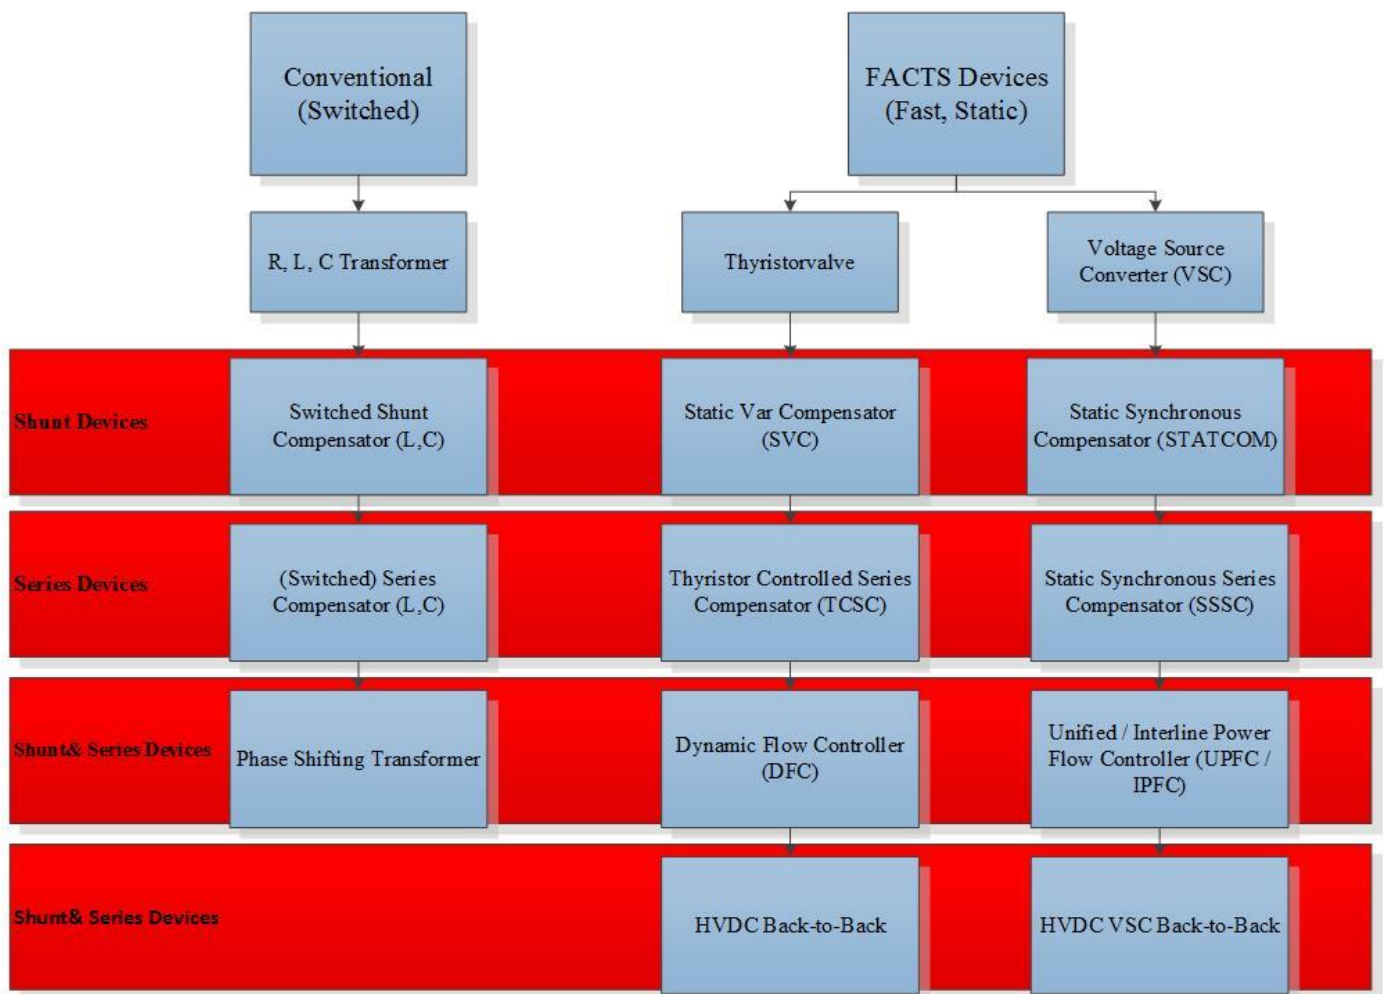 Conventional
(Switched)
FACTS Devices
(Fast, Static)
R, L, C Transformer
Thyristorvalve
Voltage Source
Converter (VSC)
Shunt Devices
Switched Shunt
Compensator (L,C)
Static Var Compensator
(SVC)
Static Synchronous
Compensator (STATCOM)
Series Devices
(Switched) Series
Compensator (L,C)
Thyristor Controlled Series
Compensator (TCSC)
Static Synchronous Series
Compensator (SSSC)
Shunt& Series Devices
Phase Shifting Transformer
Dynamic Flow Controller
(DFC)
Unified / Interline Power
Flow Controller (UPFC /
IPFC)
Shunt& Series Devices
HVDC Back-to-Back
HVDC VSC Back-to-Back